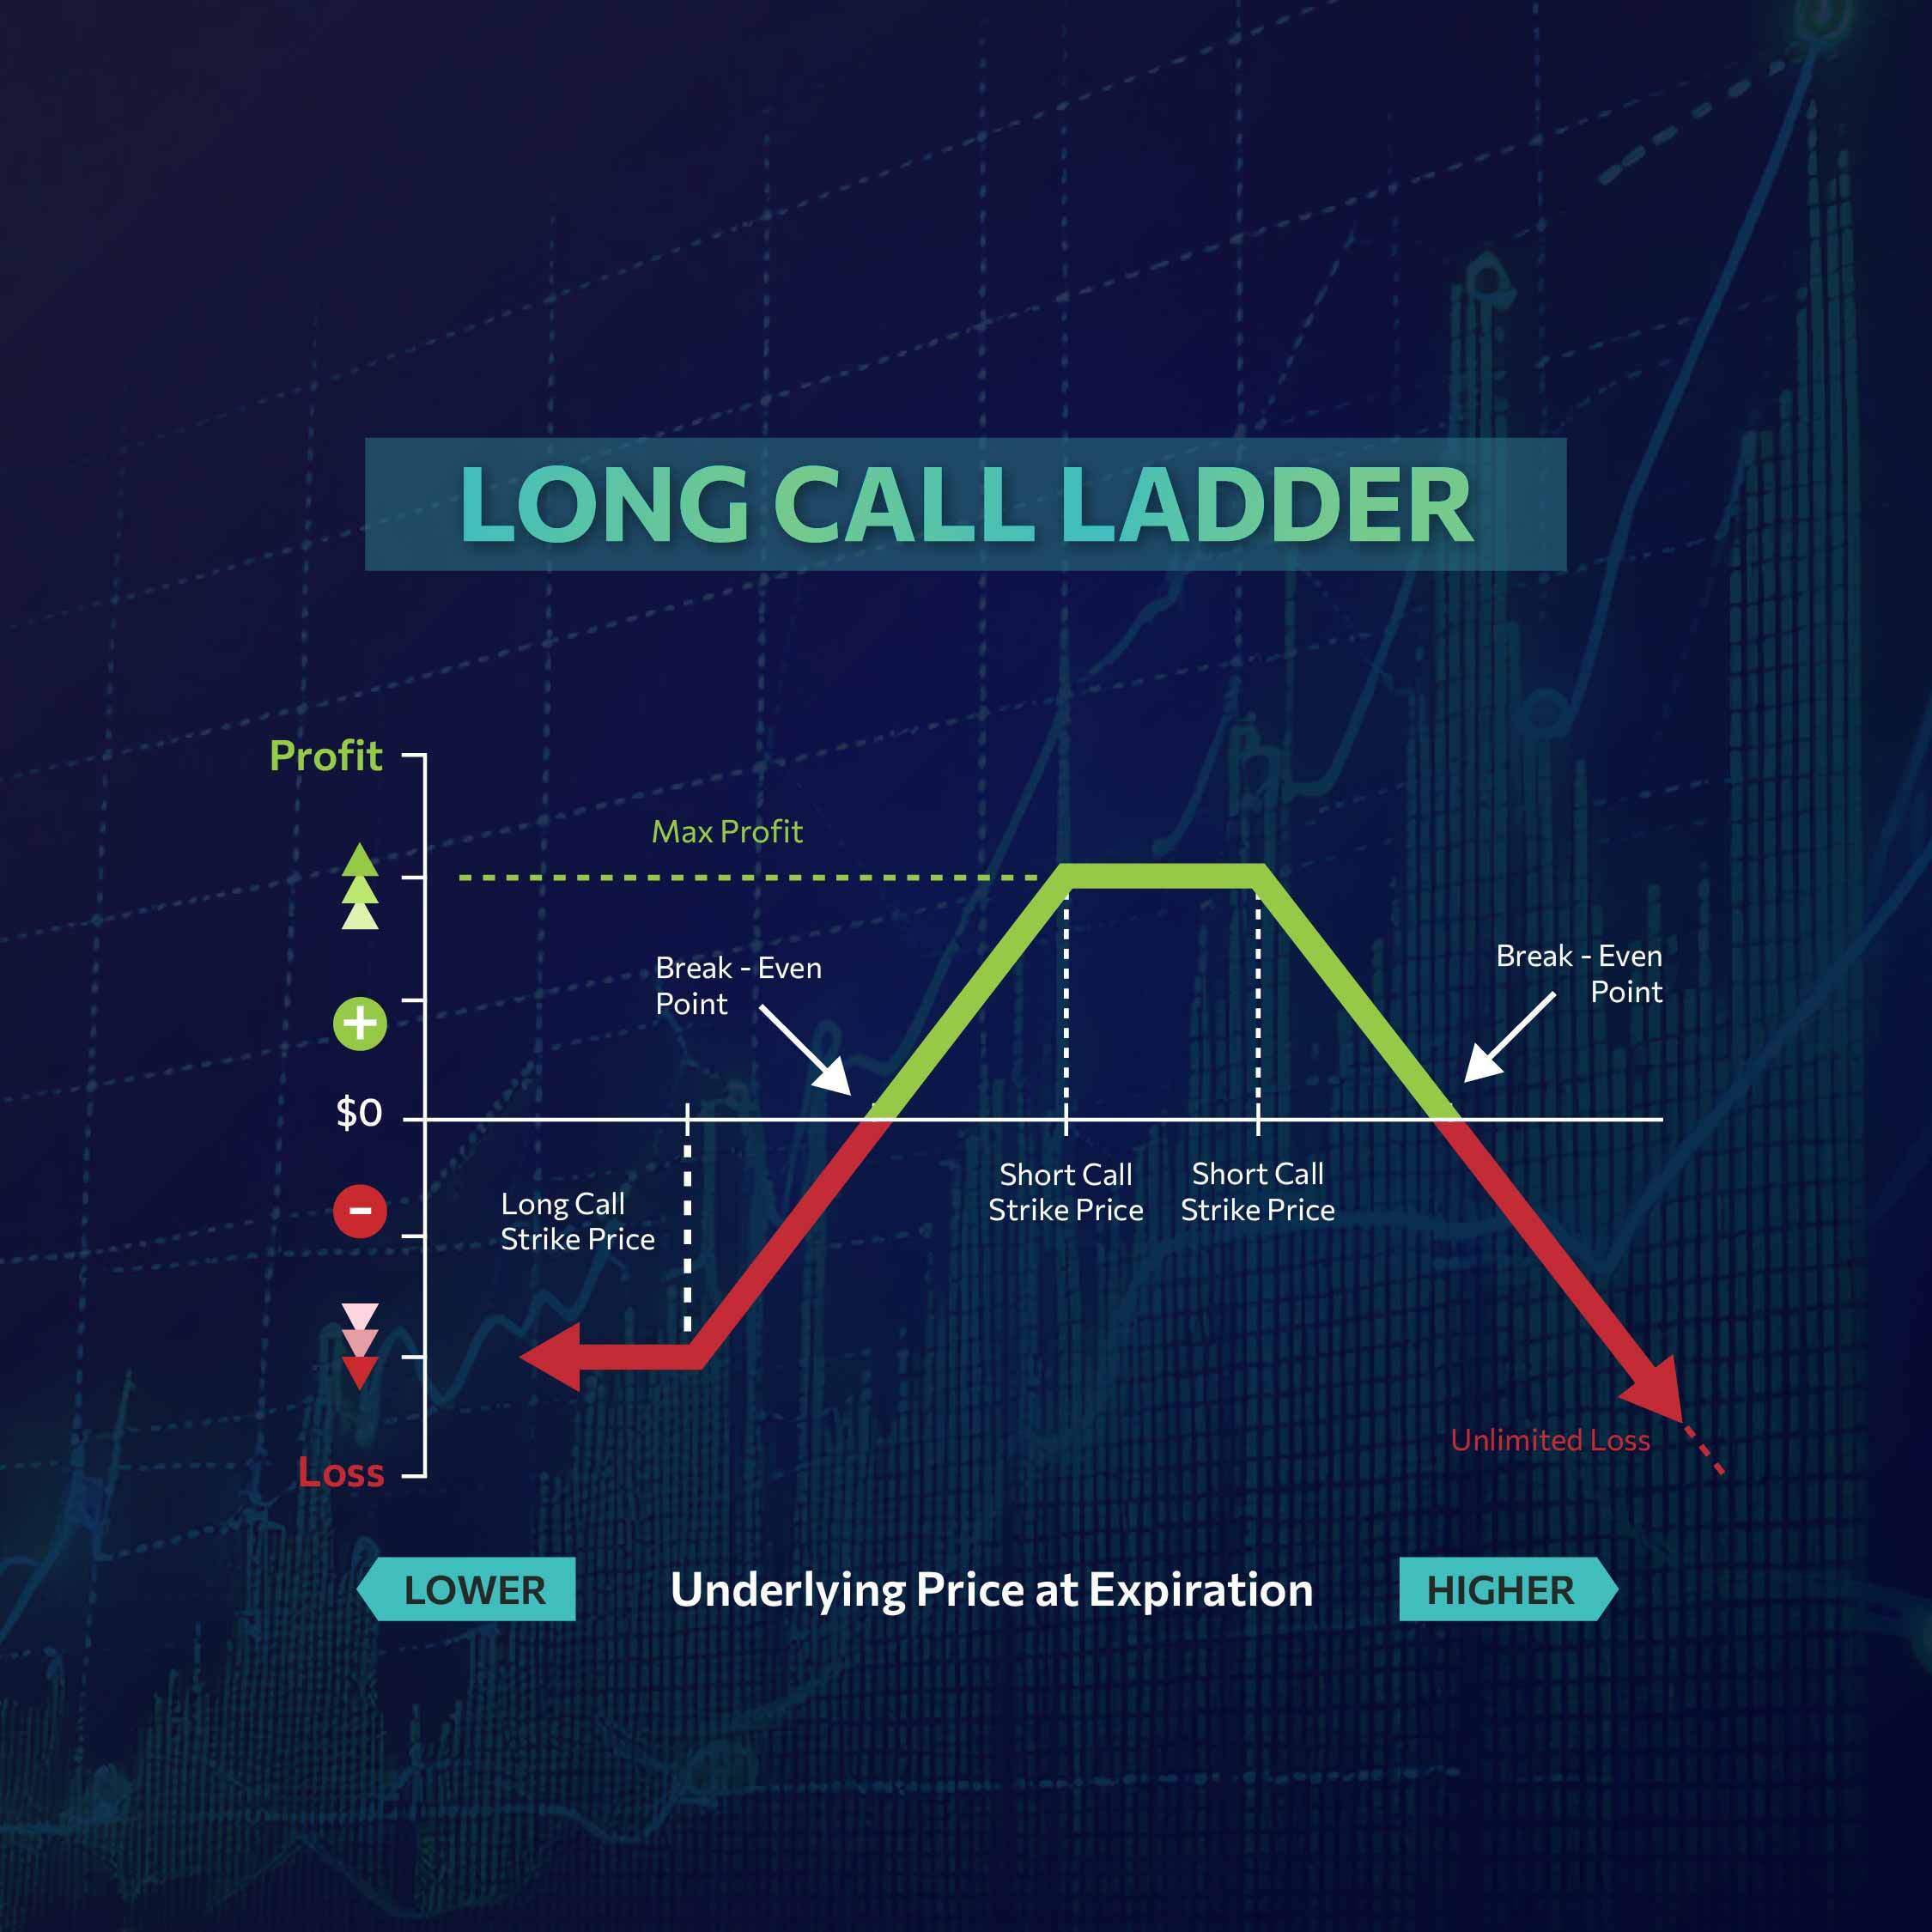 LONG CALL LADDER
Profit
Max Profit
Break - Even
Point
Break - Even
Point
$0
Long Call
Strike Price
Short Call
Strike Price
Short Call
Strike Price
Unlimited Loss
Loss
LOWER
Underlying Price at Expiration
HIGHER